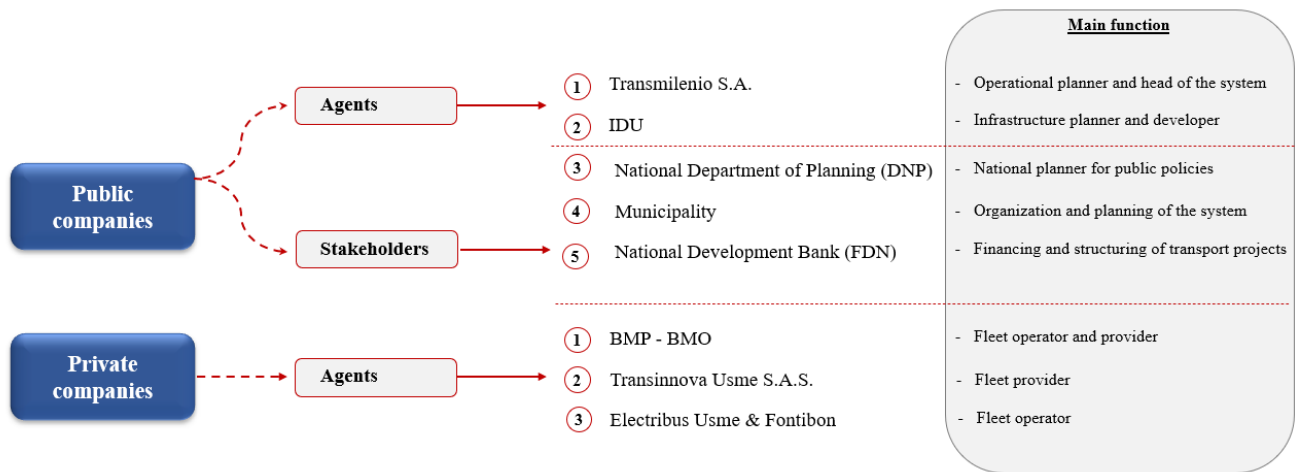 Main function
Agents
1 Transmilenio S.A. - Operational planner and head of the system
2 IDU - Infrastructure planner and developer
Public
companies
3 National Department of Planning (DNP) - National planner for public policies
4 Municipality - Organization and planning of the system
Stakeholders
5 National Development Bank (FDN) - Financing and structuring of transport projects
Private
companies
Agents
1 BMP - BMO - Fleet operator and provider
2 Transinnova Usme S.A.S. - Fleet provider
3 Electribus Usme & Fontibon - Fleet operator